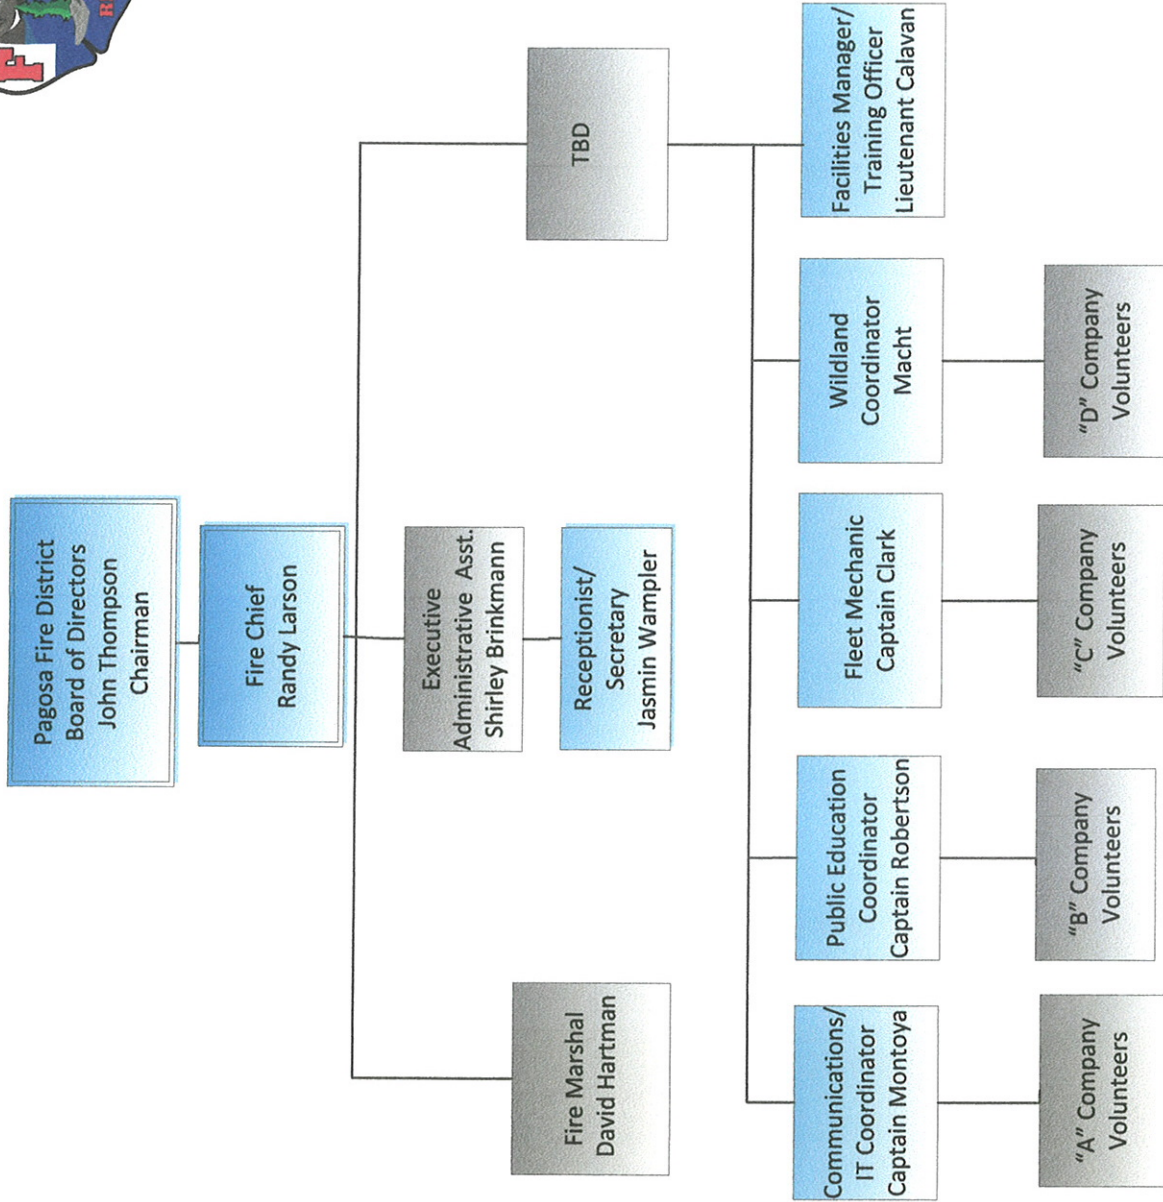 Pagosa Fire District
Board of Directors
John Thompson
Chairman
Fire Chief
Randy Larson
Executive
Administrative Asst.
Shirley Brinkmann
Receptionist/
Secretary
Jasmin Wampler
Fire Marshal
David Hartman
TBD
Communications/
IT Coordinator
Captain Montoya
Public Education
Coordinator
Captain Robertson
Fleet Mechanic
Captain Clark
Wildland
Coordinator
Macht
Facilities Manager/
Training Officer
Lieutenant Calavan
"A" Company
Volunteers
"B" Company
Volunteers
"C" Company
Volunteers
"D" Company
Volunteers
F